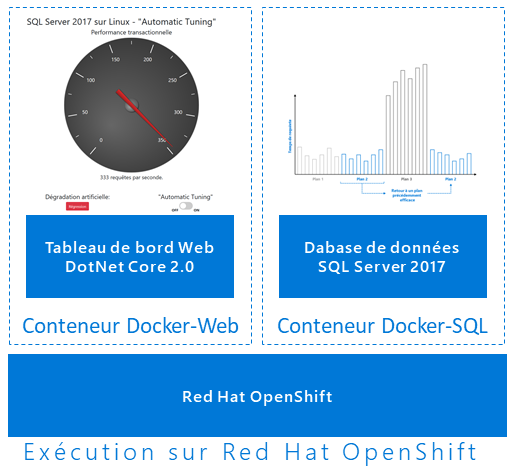 SQL Server 2017 sur Linux - "Automatic Tuning"
Performance transactionnelle
0
50
100
150
200
250
300
350
333 requêtes par seconde.
Dégradation artificielle:
Régression
"Automatic Tuning"
OFF ON
Tableau de bord Web
DotNet Core 2.0
Conteneur Docker-Web
Temps de requête
Plan 1
Plan 2
Plan 3
Plan 2
Retour à un plan
précédemment
efficace
Dabase de données
SQL Server 2017
Conteneur Docker-SQL
Red Hat OpenShift
Exécution sur Red Hat OpenShift